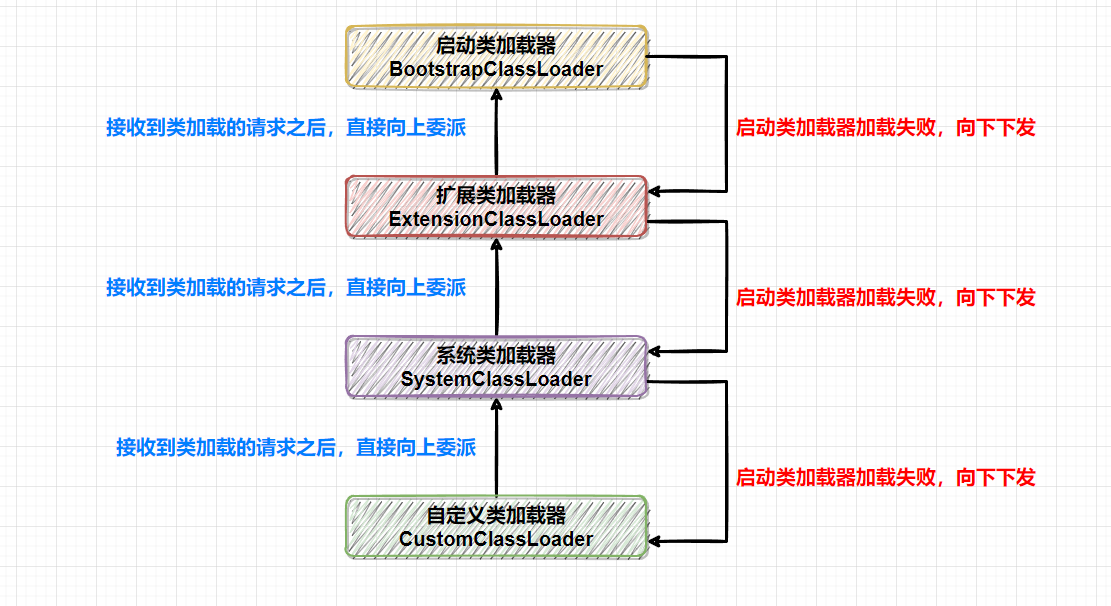 启动类加载器
BootstrapClassLoader
接收到类加载的请求之后，直接向上委派
启动类加载器加载失败，向下下发
扩展类加载器
ExtensionClassLoader
接收到类加载的请求之后，直接向上委派
启动类加载器加载失败，向下下发
系统类加载器
SystemClassLoader
接收到类加载的请求之后，直接向上委派
启动类加载器加载失败，向下下发
自定义类加载器
CustomClassLoader